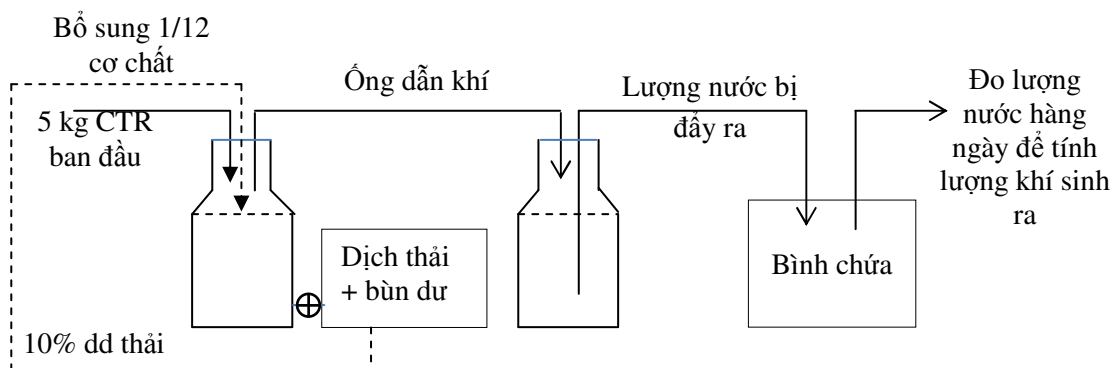 Bổ sung 1/12
cơ chất
5 kg CTR
ban đầu
Ống dẫn khí
Lượng nước bị
đẩy ra
Đo lượng
nước hàng
ngày để tính
lượng khí sinh
ra
Dịch thải
+ bùn dư
Bình chứa
10% dd thải